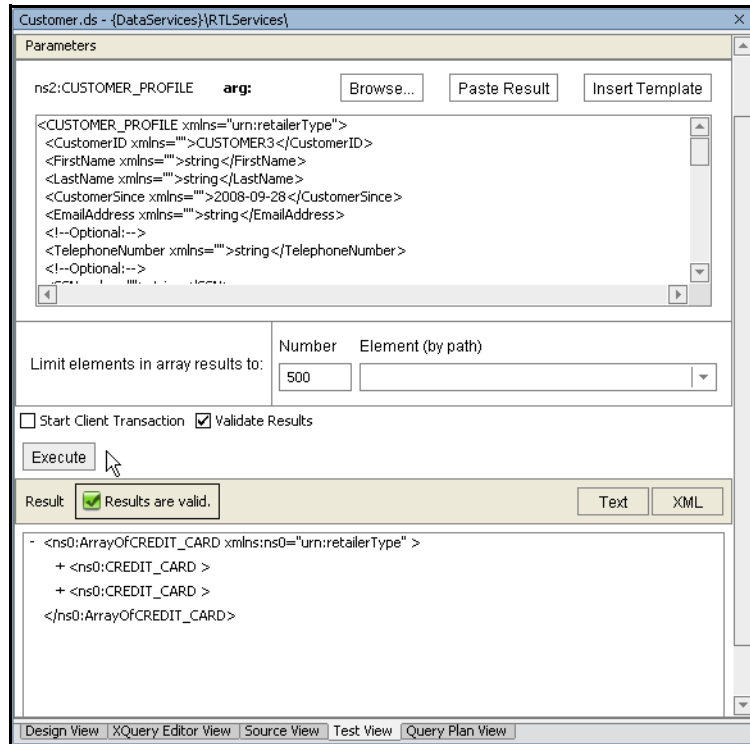 Customer.ds - {DataServices}\RTLServices\
Parameters
ns2:CUSTOMER_PROFILE arg: Browse... Paste Result Insert Template
<CUSTOMER_PROFILE xmlns="urn:retailerType">
<CustomerID xmlns="">CUSTOMER3</CustomerID>
<FirstName xmlns="">string</FirstName>
<LastName xmlns="">string</LastName>
<CustomerSince xmlns="">2008-09-28</CustomerSince>
<EmailAddress xmlns="">string</EmailAddress>
<!--Optional:-->
<TelephoneNumber xmlns="">string</TelephoneNumber>
<!--Optional:-->
Number Element (by path)
Limit elements in array results to: 500
Start Client Transaction Validate Results
Execute
Result Results are valid. Text XML
- <ns0:ArrayOfCREDIT_CARD xmlns:ns0="urn:retailerType" >
+ <ns0:CREDIT_CARD >
+ <ns0:CREDIT_CARD >
</ns0:ArrayOfCREDIT_CARD>
Design View XQuery Editor View Source View Test View Query Plan View